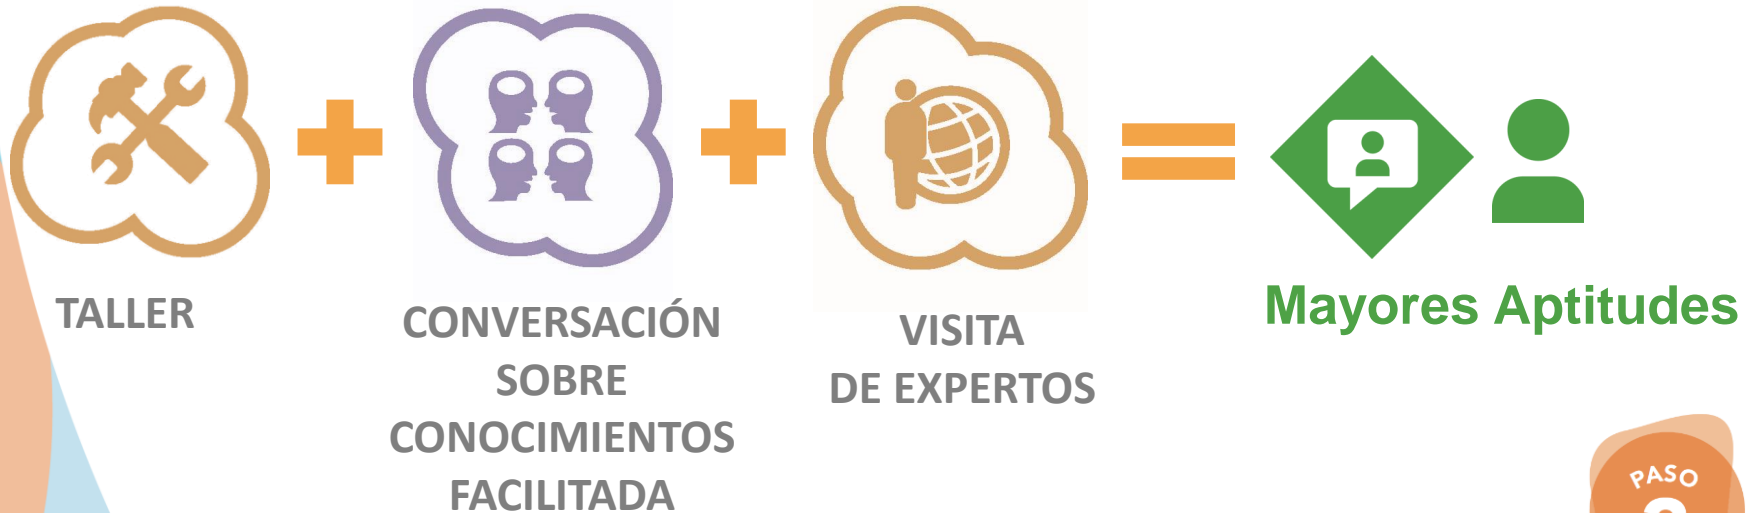 TALLER
CONVERSACIÓN
SOBRE
CONOCIMIENTOS
FACILITADA
VISITA
DE EXPERTOS
Mayores Aptitudes
PASO